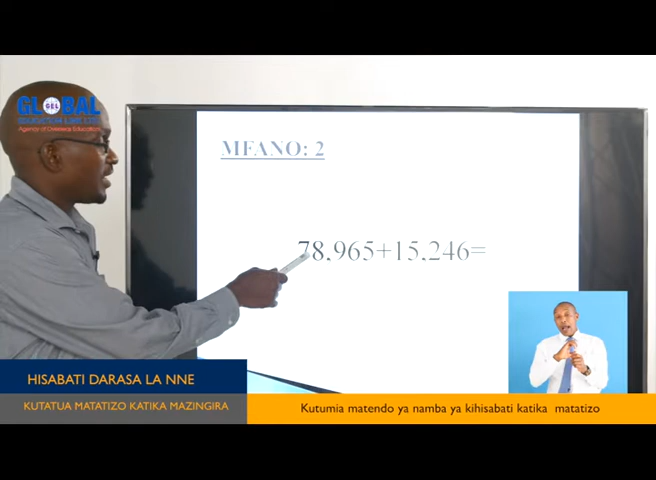 GLOBAL
GEL
EDUCATION LINK LTD
Agency of Overseas Education
MFANO: 2
78,965+15,246=
HISABATI DARASA LA NNE
KUTATUA MATATIZO KATIKA MAZINGIRA
Kutumia matendo ya namba ya kihisabati katika matatizo